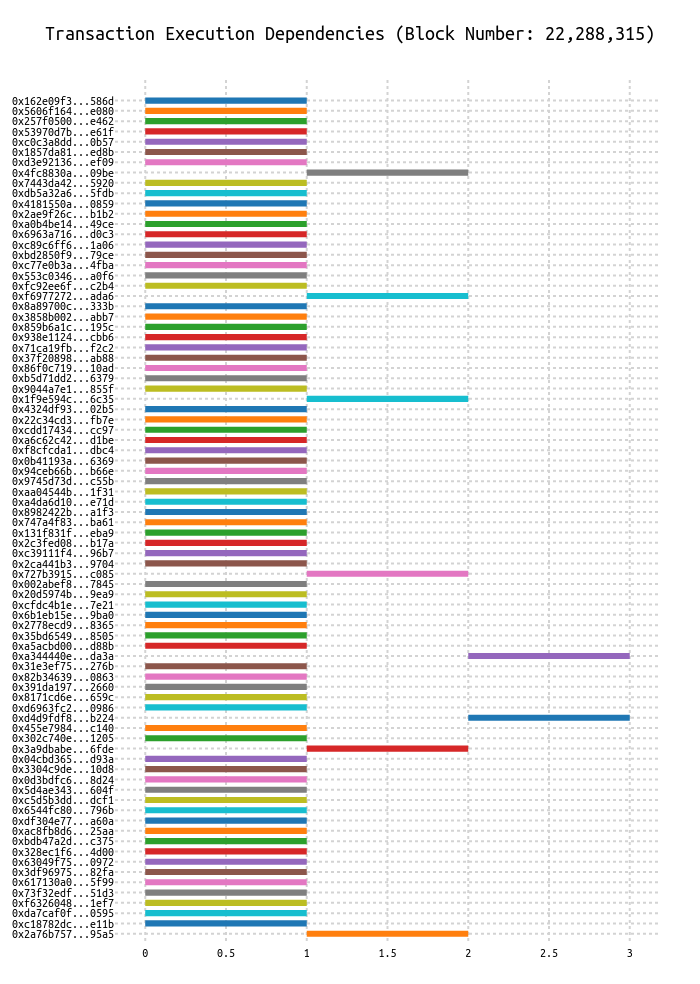 Transaction Execution Dependencies (Block Number: 22,288,315)
0x162e09f3...586d
0x5606f164...e080
0x257f0500...e462
0x53970d7b...e61f
0xc0c3a8dd...0b57
0x1857da81...ed8b
0xd3e92136...ef09
0x4fc8830a...09be
0x7443da42...5920
0xdb5a32a6...5fdb
0x4181550a...0859
0x2ae9f26c...b1b2
0xa0b4be14...49ce
0x6963a716...d0c3
0xc89c6ff6...1a06
0xbd2850f9...79ce
0xc77e0b3a...4fba
0x553c0346...a0f6
0xfc92ee6f...c2b4
0xf6977272...ada6
0x8a89700c...333b
0x3858b002...abb7
0x859b6a1c...195c
0x938e1124...cbb6
0x71ca19fb...f2c2
0x37f20898...ab88
0x86f0c719...10ad
0xb5d71dd2...6379
0x9044a7e1...855f
0x1f9e594c...6c35
0x4324df93...02b5
0x22c34cd3...fb7e
0xcdd17434...cc97
0xa6c62c42...d1be
0xf8cfcda1...dbc4
0x0b41193a...6369
0x94ceb66b...b66e
0x9745d73d...c55b
0xaa04544b...1f31
0xa4da6d10...e71d
0x8982422b...a1f3
0x747a4f83...ba61
0x131f831f...eba9
0x2c3fed08...b17a
0xc39111f4...96b7
0x2ca441b3...9704
0x727b3915...c085
0x002abef8...7845
0x20d5974b...9ea9
0xcfdc4b1e...7e21
0x6b1eb15e...9ba0
0x2778ecd9...8365
0x35bd6549...8505
0xa5acbd00...d88b
0xa344440e...da3a
0x31e3ef75...276b
0x82b34639...0863
0x391da197...2660
0x8171cd6e...659c
0xd6963fc2...0986
0xd4d9fdf8...b224
0x455e7984...c140
0x302c740e...1205
0x3a9dbabe...6fde
0x04cbd365...d93a
0x3304c9de...10d8
0x0d3bdfc6...8d24
0x5d4ae343...604f
0xc5d5b3dd...dcf1
0x6544fc80...796b
0xdf304e77...a60a
0xac8fb8d6...25aa
0xbdb47a2d...c375
0x328ec1f6...4d00
0x63049f75...0972
0x3df96975...82fa
0x617130a0...5f99
0x73f32edf...51d3
0xf6326048...1ef7
0xda7caf0f...0595
0xc18782dc...e11b
0x2a76b757...95a5
0 0.5 1 1.5 2 2.5 3